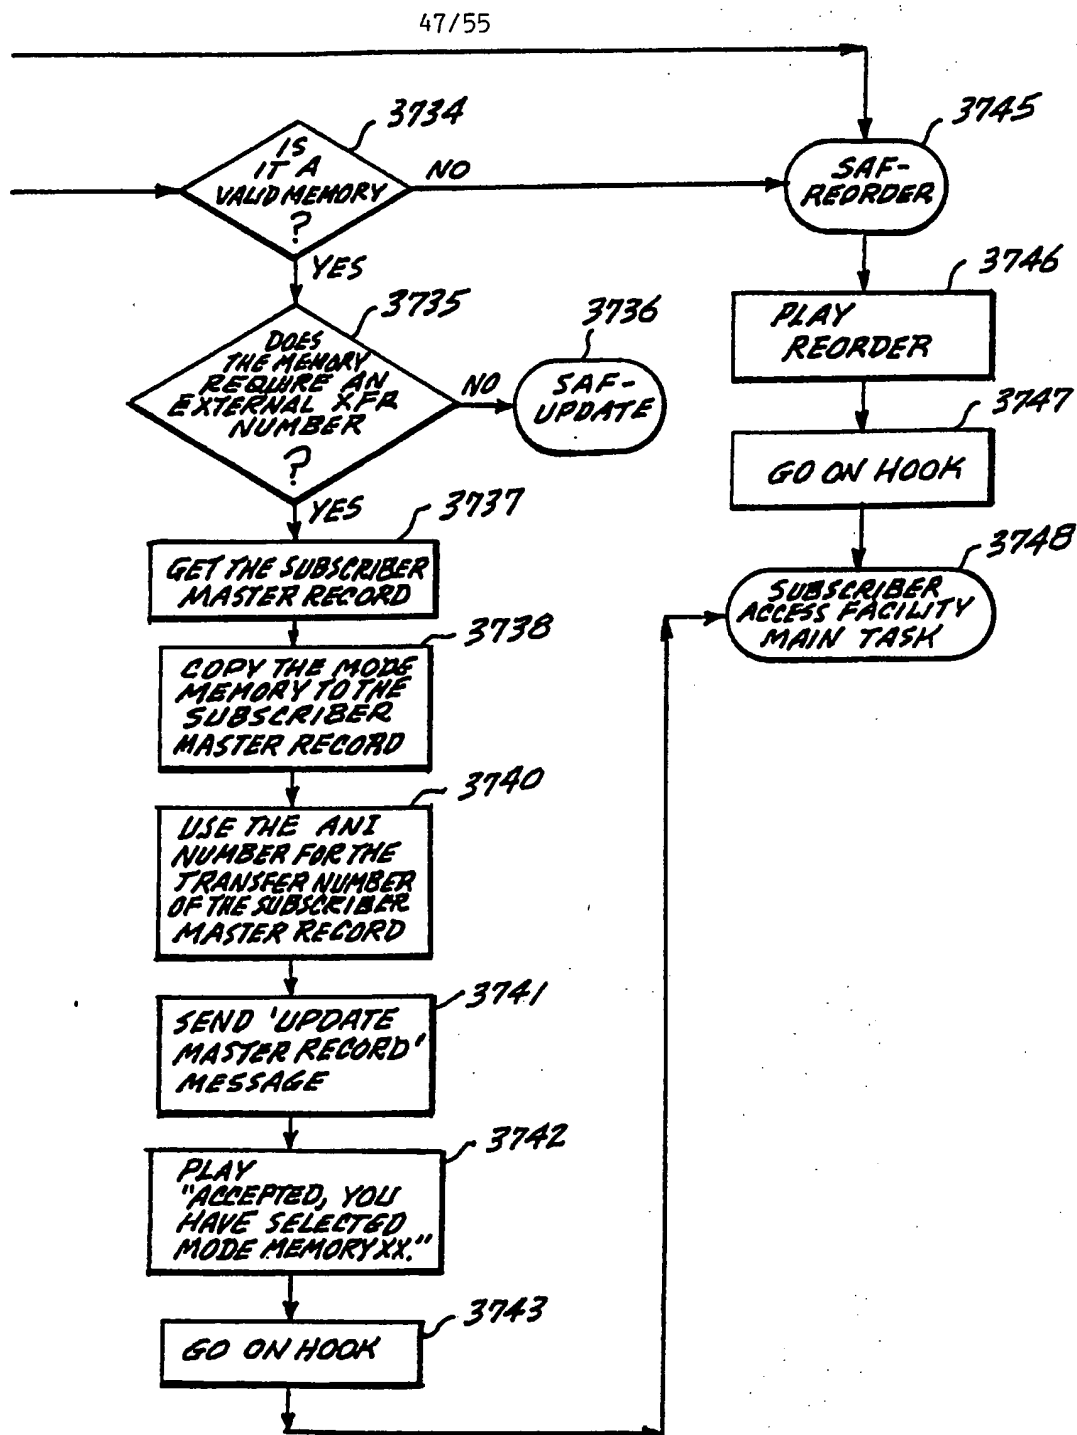 47/55
3734
IS
IT A
VALID MEMORY
?
NO
YES
3745
SAF-
REORDER
3746
PLAY
REORDER
3747
GO ON HOOK
3748
SUBSCRIBER
ACCESS FACILITY
MAIN TASK
3735
DOES
THE MEMORY
REQUIRE AN
EXTERNAL XFR
NUMBER
?
NO
YES
3736
SAF-
UPDATE
3737
GET THE SUBSCRIBER
MASTER RECORD
3738
COPY THE MODE
MEMORY TO THE
SUBSCRIBER
MASTER RECORD
3740
USE THE ANI
NUMBER FOR THE
TRANSFER NUMBER
OF THE SUBSCRIBER
MASTER RECORD
3741
SEND 'UPDATE
MASTER RECORD'
MESSAGE
3742
PLAY
"ACCEPTED, YOU
HAVE SELECTED
MODE MEMORY XX."
3743
GO ON HOOK